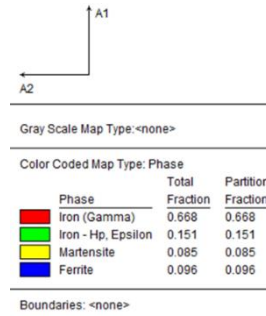 A1
A2
Gray Scale Map Type:<none>
Color Coded Map Type: Phase
Total Partition
Phase Fraction Fraction
Iron (Gamma) 0.668 0.668
Iron - Hp, Epsilon 0.151 0.151
Martensite 0.085 0.085
Ferrite 0.096 0.096
Boundaries: <none>